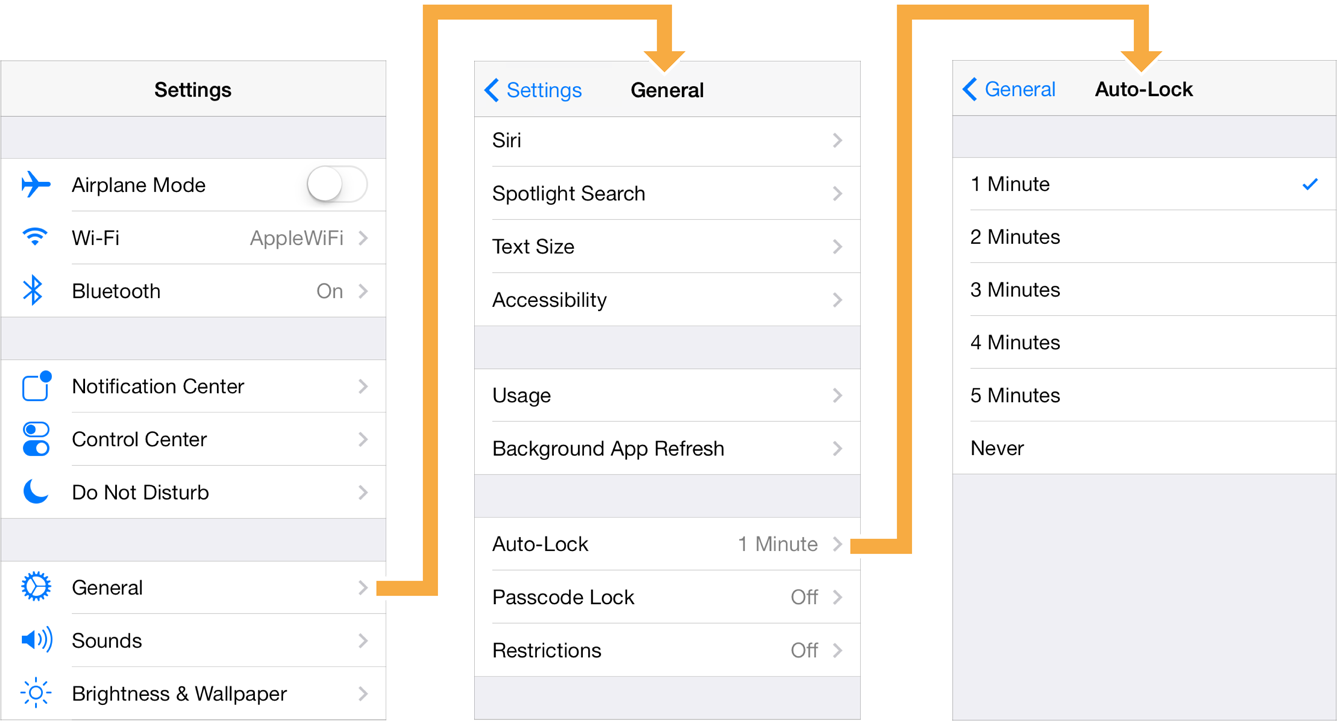 Settings
Airplane Mode
Wi-Fi AppleWiFi
Bluetooth On
Notification Center
Control Center
Do Not Disturb
General
Sounds
Brightness & Wallpaper
Settings General
Siri
Spotlight Search
Text Size
Accessibility
Usage
Background App Refresh
Auto-Lock 1 Minute
Passcode Lock Off
Restrictions Off
General Auto-Lock
1 Minute
2 Minutes
3 Minutes
4 Minutes
5 Minutes
Never